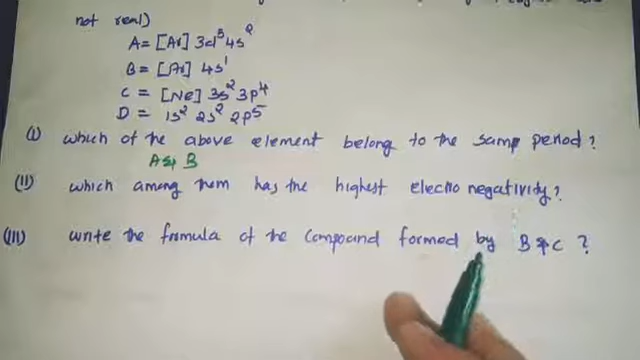 not real)
A = [Ar] 3d⁵ 4s²
B = [Ar] 4s¹
C = [Ne] 3s² 3p⁴
D = 1s² 2s² 2p⁵
(i) which of the above element belong to the same period?
A & B
(ii) which among them has the highest electro negativity?
(iii) write the formula of the compound formed by B & C ?